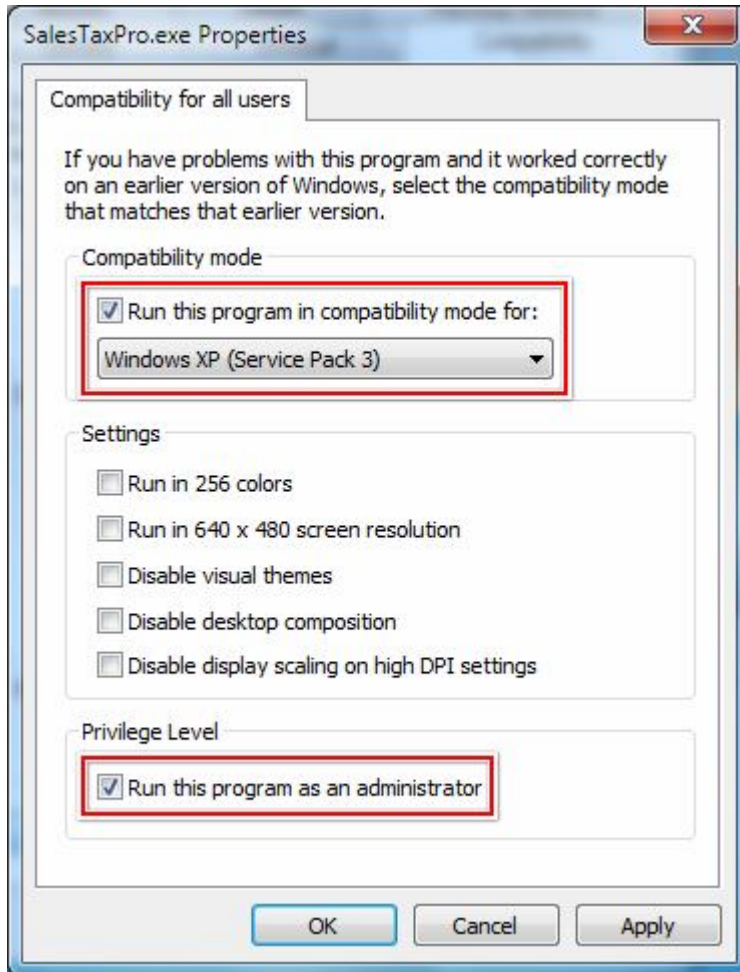 SalesTaxPro.exe Properties
Compatibility for all users
If you have problems with this program and it worked correctly
on an earlier version of Windows, select the compatibility mode
that matches that earlier version.
Compatibility mode
Run this program in compatibility mode for:
Windows XP (Service Pack 3)
Settings
Run in 256 colors
Run in 640 x 480 screen resolution
Disable visual themes
Disable desktop composition
Disable display scaling on high DPI settings
Privilege Level
Run this program as an administrator
OK Cancel Apply